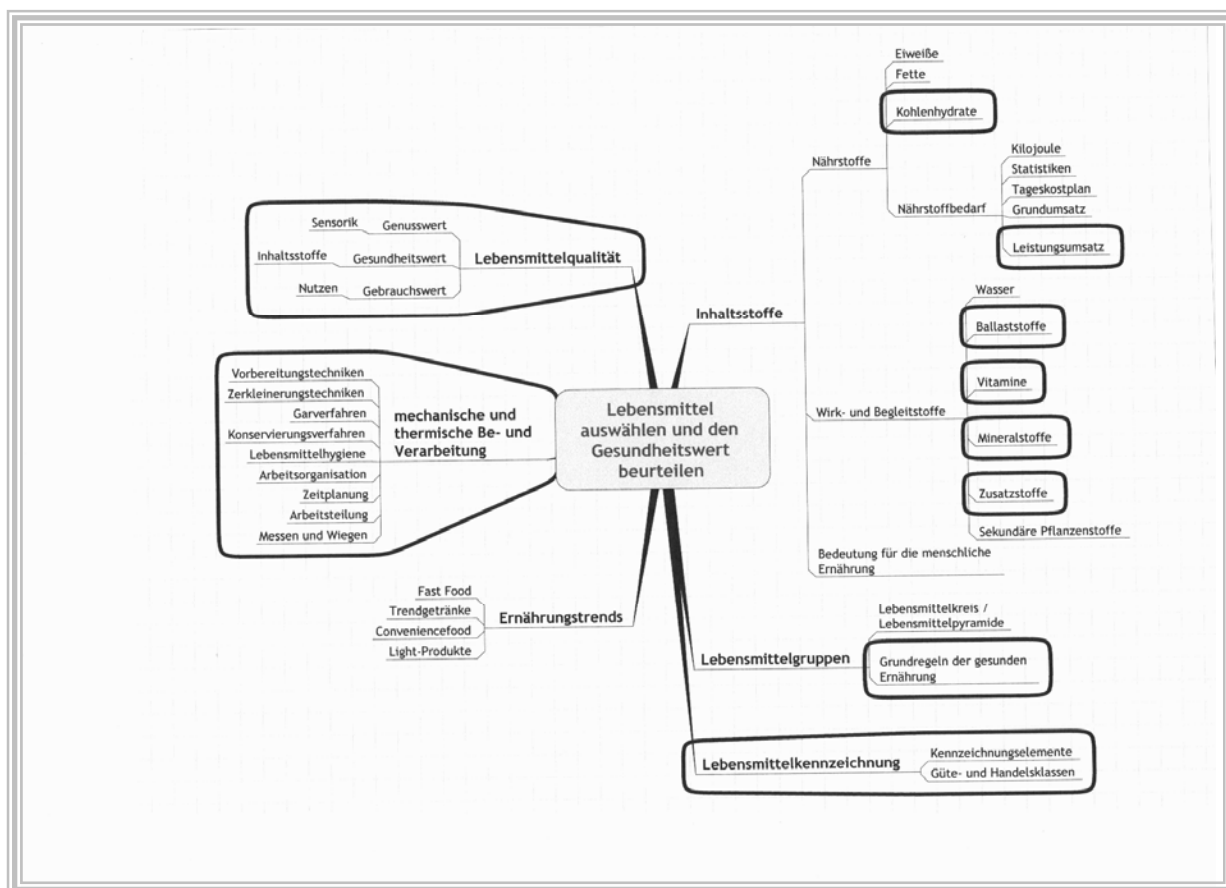 Eiweiße
Fette
Kohlenhydrate
Nährstoffe
Kilojoule
Statistiken
Tageskostplan
Nährstoffbedarf
Grundumsatz
Leistungsumsatz
Sensorik
Genusswert
Inhaltsstoffe
Gesundheitswert
Lebensmittelqualität
Nutzen
Gebrauchswert
Inhaltsstoffe
Wasser
Ballaststoffe
Vitamine
Wirk- und Begleitstoffe
Mineralstoffe
Zusatzstoffe
Sekundäre Pflanzenstoffe
Bedeutung für die menschliche
Ernährung
Vorbereitungstechniken
Zerkleinerungstechniken
Garverfahren
Konservierungsverfahren
Lebensmittelhygiene
Arbeitsorganisation
Zeitplanung
Arbeitsteilung
Messen und Wiegen
mechanische und
thermische Be- und
Verarbeitung
Lebensmittel
auswählen und den
Gesundheitswert
beurteilen
Fast Food
Trendgetränke
Conveniencefood
Light-Produkte
Ernährungstrends
Lebensmittelgruppen
Lebensmittelkreis /
Lebensmittelpyramide
Grundregeln der gesunden
Ernährung
Lebensmittelkennzeichnung
Kennzeichnungselemente
Güte- und Handelsklassen